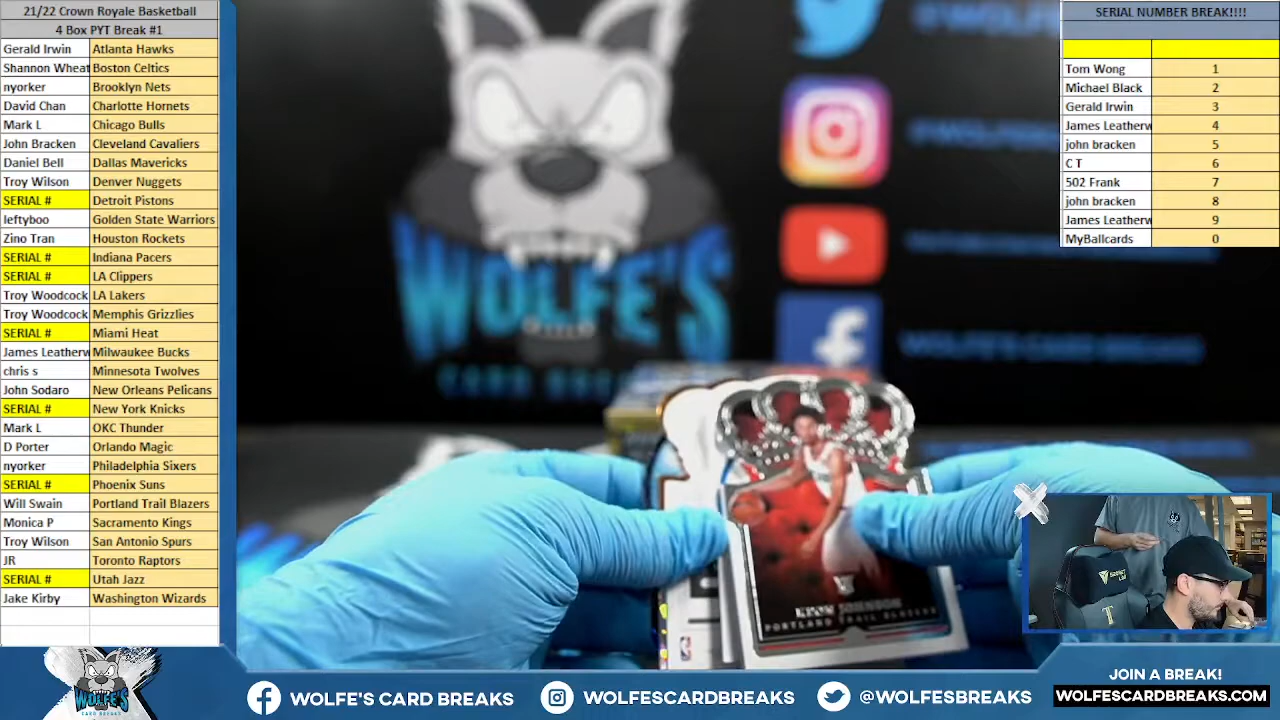 21/22 Crown Royale Basketball
4 Box PYT Break #1
Gerald Irwin Atlanta Hawks
Shannon Wheat Boston Celtics
nyorker Brooklyn Nets
David Chan Charlotte Hornets
Mark L Chicago Bulls
John Bracken Cleveland Cavaliers
Daniel Bell Dallas Mavericks
Troy Wilson Denver Nuggets
SERIAL # Detroit Pistons
leftyboo Golden State Warriors
Zino Tran Houston Rockets
SERIAL # Indiana Pacers
SERIAL # LA Clippers
Troy Woodcock LA Lakers
Troy Woodcock Memphis Grizzlies
SERIAL # Miami Heat
James Leatherw Milwaukee Bucks
chris s Minnesota Twolves
John Sodaro New Orleans Pelicans
SERIAL # New York Knicks
Mark L OKC Thunder
D Porter Orlando Magic
nyorker Philadelphia Sixers
SERIAL # Phoenix Suns
Will Swain Portland Trail Blazers
Monica P Sacramento Kings
Troy Wilson San Antonio Spurs
JR Toronto Raptors
SERIAL # Utah Jazz
Jake Kirby Washington Wizards
SERIAL NUMBER BREAK!!!!
Tom Wong 1
Michael Black 2
Gerald Irwin 3
James Leatherw 4
john bracken 5
C T 6
502 Frank 7
john bracken 8
James Leatherw 9
MyBallcards 0
WOLFE'S
CARD
PORTLAND TRAIL BLAZERS
WOLFE'S
CARD BREAKS
WOLFE'S CARD BREAKS
WOLFESCARDBREAKS
@WOLFESBREAKS
JOIN A BREAK!
WOLFESCARDBREAKS.COM